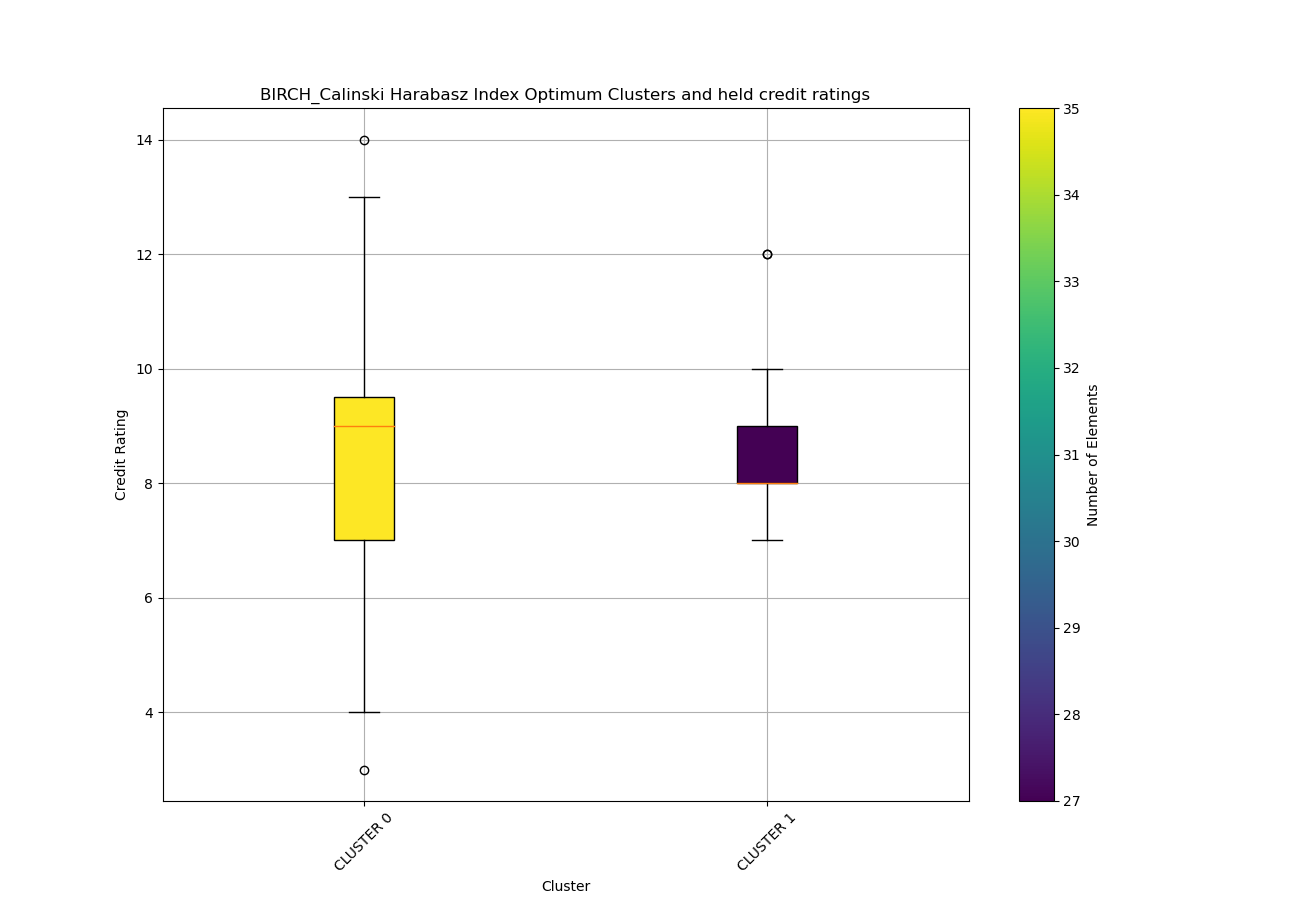 BIRCH_Calinski Harabasz Index Optimum Clusters and held credit ratings
14
12
10
8
6
4
Credit Rating
CLUSTER 0
CLUSTER 1
Cluster
35
34
33
32
31
30
29
28
27
Number of Elements